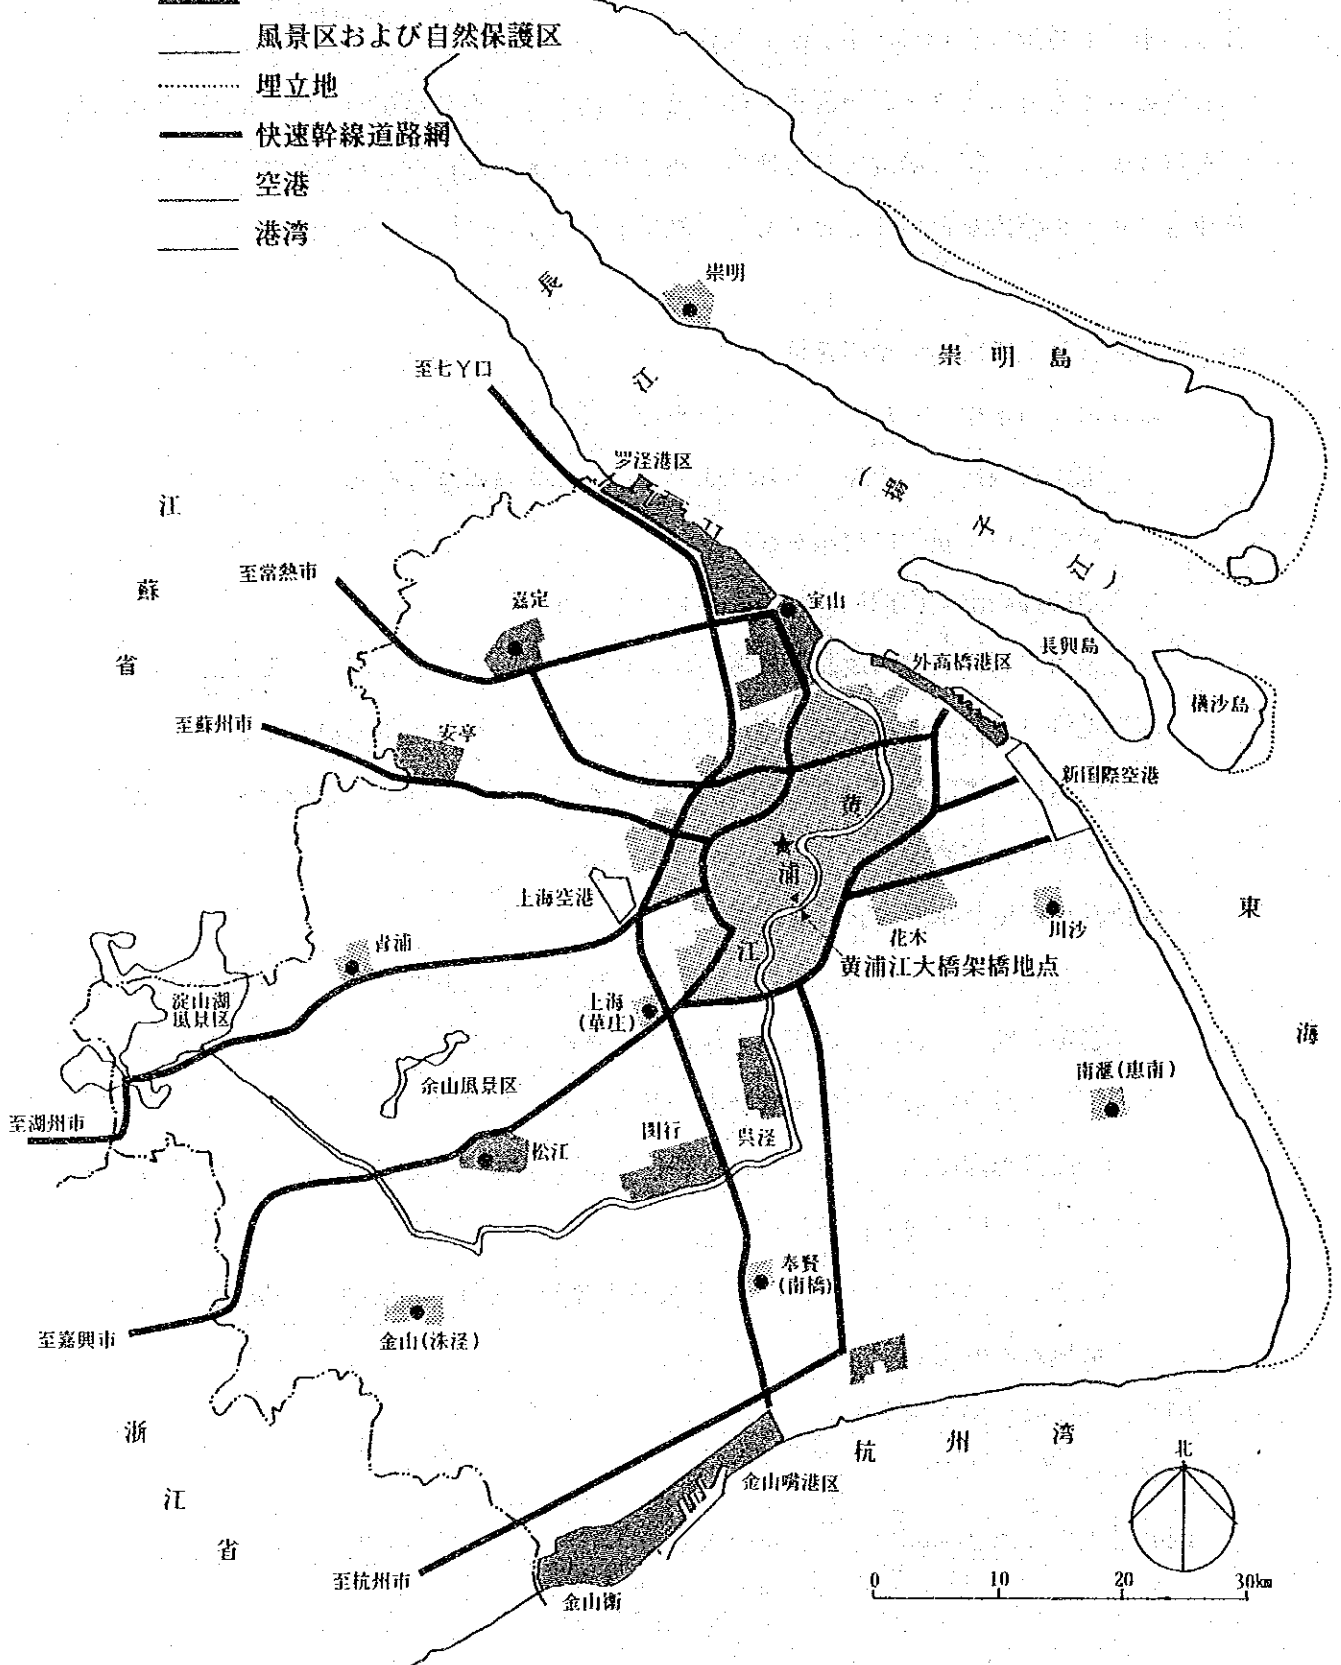 風景区および自然保護区
埋立地
快速幹線道路網
空港
港湾
長
江
崇明
崇明島
至七丫口
罗泾港区
(揚
子
江)
江
蘇
省
至常熱市
嘉定
宝山
外高橋港区
長興島
横沙島
至蘇州市
安亭
新国際空港
黄
浦
江
上海空港
東
海
青浦
花木
川沙
黄浦江大橋架橋地点
淀山湖
風景区
上海
(莘庄)
佘山風景区
南滙(恵南)
至湖州市
閔行
呉泾
松江
奉賢
(南橋)
至嘉興市
金山(洙泾)
浙
江
省
杭
州
湾
北
金山嘴港区
至杭州市
金山衛
0 10 20 30km